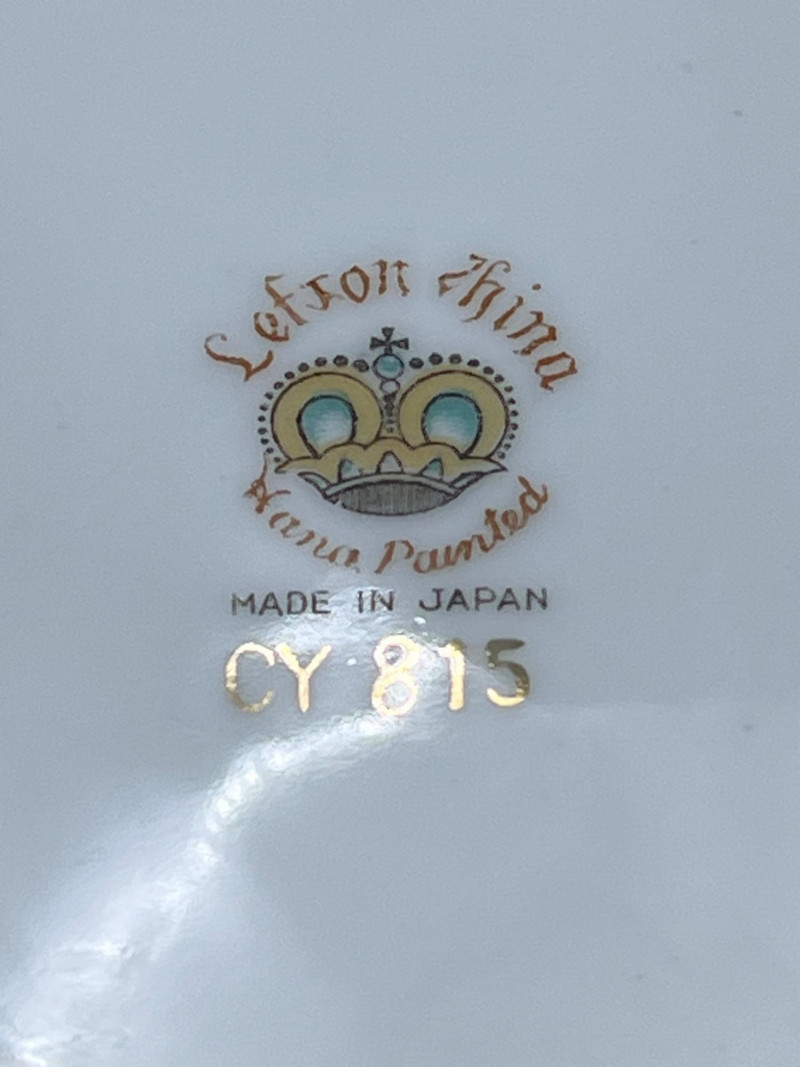 Lefton China
Hand Painted
MADE IN JAPAN
CY 815